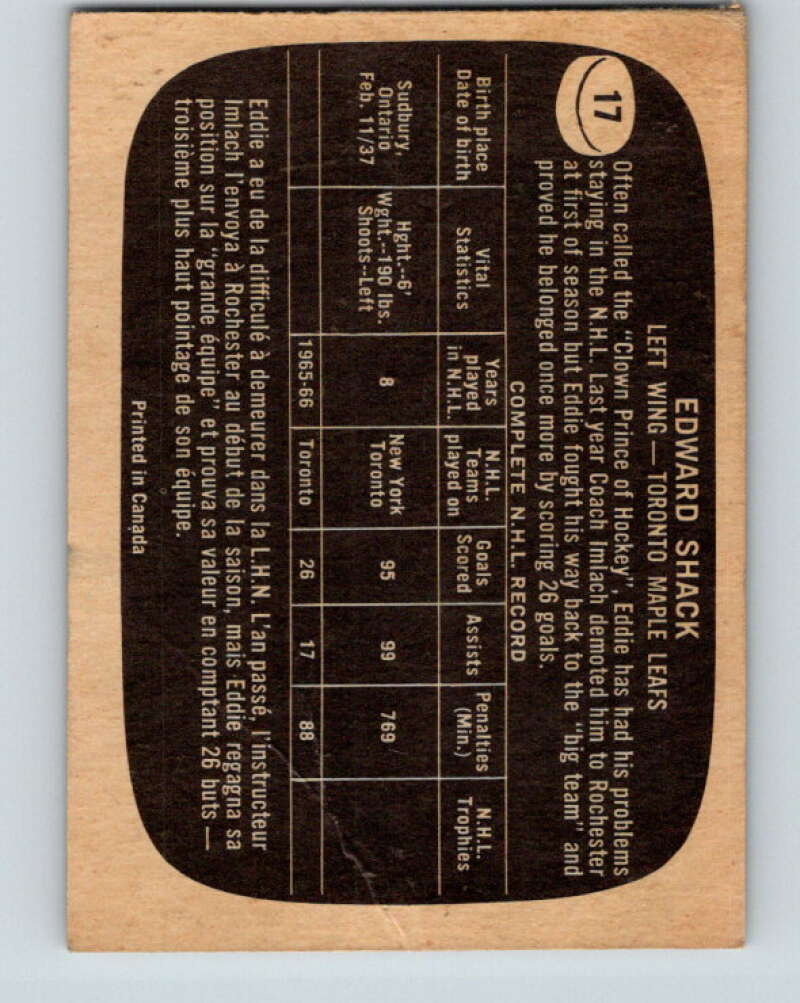 17
EDWARD SHACK
LEFT WING — TORONTO MAPLE LEAFS
Often called the "Clown Prince of Hockey", Eddie has had his problems
staying in the N.H.L. Last year Coach Imlach demoted him to Rochester
at first of season but Eddie fought his way back to the "big team" and
proved he belonged once more by scoring 26 goals.
COMPLETE N.H.L. RECORD
Birth place
Date of birth
Vital
Statistics
Years
played
in N.H.L.
N.H.L.
Teams
played on
Goals
Scored
Assists
Penalties
(Min.)
N.H.L.
Trophies
Sudbury,
Ontario
Feb. 11/37
Hght.--6'
Wght.--190 lbs.
Shoots--Left
8
New York
Toronto
95
99
769
1965-66
Toronto
26
17
88
Eddie a eu de la difficulé à demeurer dans la L.H.N. L'an passé, l'instructeur
Imlach l'envoya à Rochester au début de la saison, mais Eddie regagna sa
position sur la "grande équipe" et prouva sa valeur en comptant 26 buts —
troisième plus haut pointage de son équipe.
Printed in Canada